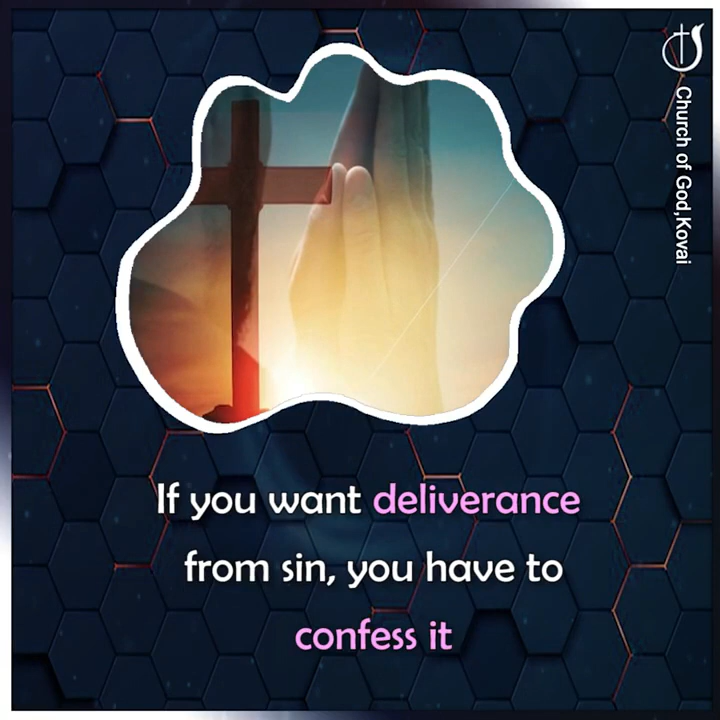 Church of God,Kovai
If you want deliverance
from sin, you have to
confess it